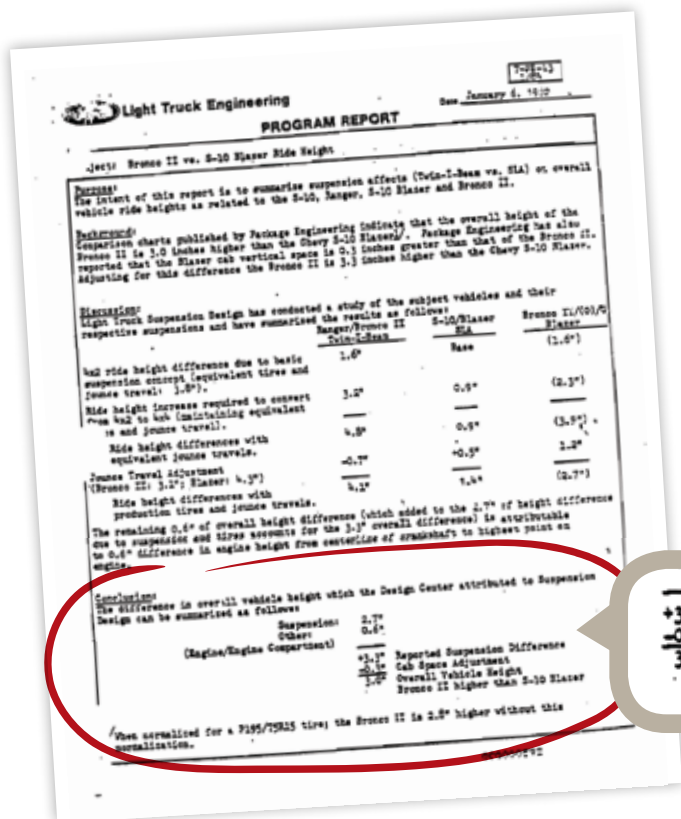 Light Truck Engineering
PROGRAM REPORT
Date January 6,
Bronco II vs. S-10 Blazer Ride Height
Purpose:
The intent of this report is to summarize suspension affects (Twin-I-Beam vs. SLA) on overall
vehicle ride heights as related to the S-10, Ranger, S-10 Blazer and Bronco II.
Background:
Comparison charts published by Package Engineering indicate that the overall height of the
Bronco II is 3.0 inches higher than the Chevy S-10 Blazer1/. Package Engineering has also
reported that the Blazer cab vertical space is 0.3 inches greater than that of the Bronco II.
Adjusting for this difference the Bronco II is 3.3 inches higher than the Chevy S-10 Blazer.
Discussion:
Light Truck Suspension Design has conducted a study of the subject vehicles and their
respective suspensions and have summarized the results as follows:
Ranger/Bronco II S-10/Blazer Bronco II/
Twin-I-Beam SLA Blazer
4x2 ride height difference due to basic 1.6" Base (1.6")
suspension concept (equivalent tires and
jounce travel: 3.8").
Ride height increase required to convert 3.2" 0.9" (2.3")
from 4x2 to 4x4 (maintaining equivalent
and jounce travel).
Ride height differences with 4.8" 0.9" (3.9")
equivalent jounce travels.
Jounce Travel Adjustment -0.7" +0.5" 1.2"
(Bronco II: 3.1"; Blazer: 4.3")
Ride height differences with 4.1" 1.4" (2.7")
production tires and jounce travels.
The remaining 0.6" of overall height difference (which added to the 2.7" of height difference
due to suspension and tires accounts for the 3.3" overall difference) is attributable
to 0.6" difference in engine height from centerline of crankshaft to highest point on
engine.
Conclusion:
The difference in overall vehicle height which the Design Center attributed to Suspension
Design can be summarized as follows:
Suspension: 2.7"
Other: 0.6"
(Engine/Engine Compartment)
+3.3" Reported Suspension Difference
-0.3" Cab Space Adjustment
3.0" Overall Vehicle Height
Bronco II higher than S-10 Blazer
When normalized for a P195/75R15 tire; the Bronco II is 2.8" higher without this
normalization.